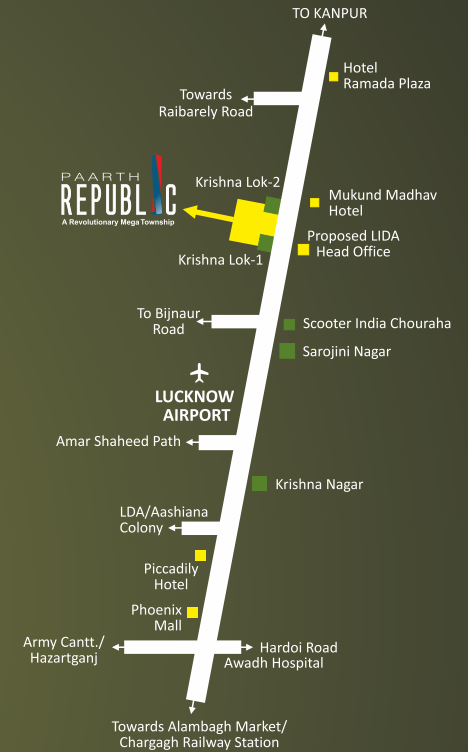 TO KANPUR
Hotel
Ramada Plaza
Towards
Raibarely Road
Krishna Lok-2
PAARTH
REPUBLIC
A Revolutionary Mega Township
Mukund Madhav
Hotel
Proposed LIDA
Head Office
Krishna Lok-1
To Bijnaur
Road
Scooter India Chouraha
Sarojini Nagar
LUCKNOW
AIRPORT
Amar Shaheed Path
Krishna Nagar
LDA/Aashiana
Colony
Piccadily
Hotel
Phoenix
Mall
Army Cantt./
Hazartganj
Hardoi Road
Awadh Hospital
Towards Alambagh Market/
Chargagh Railway Station